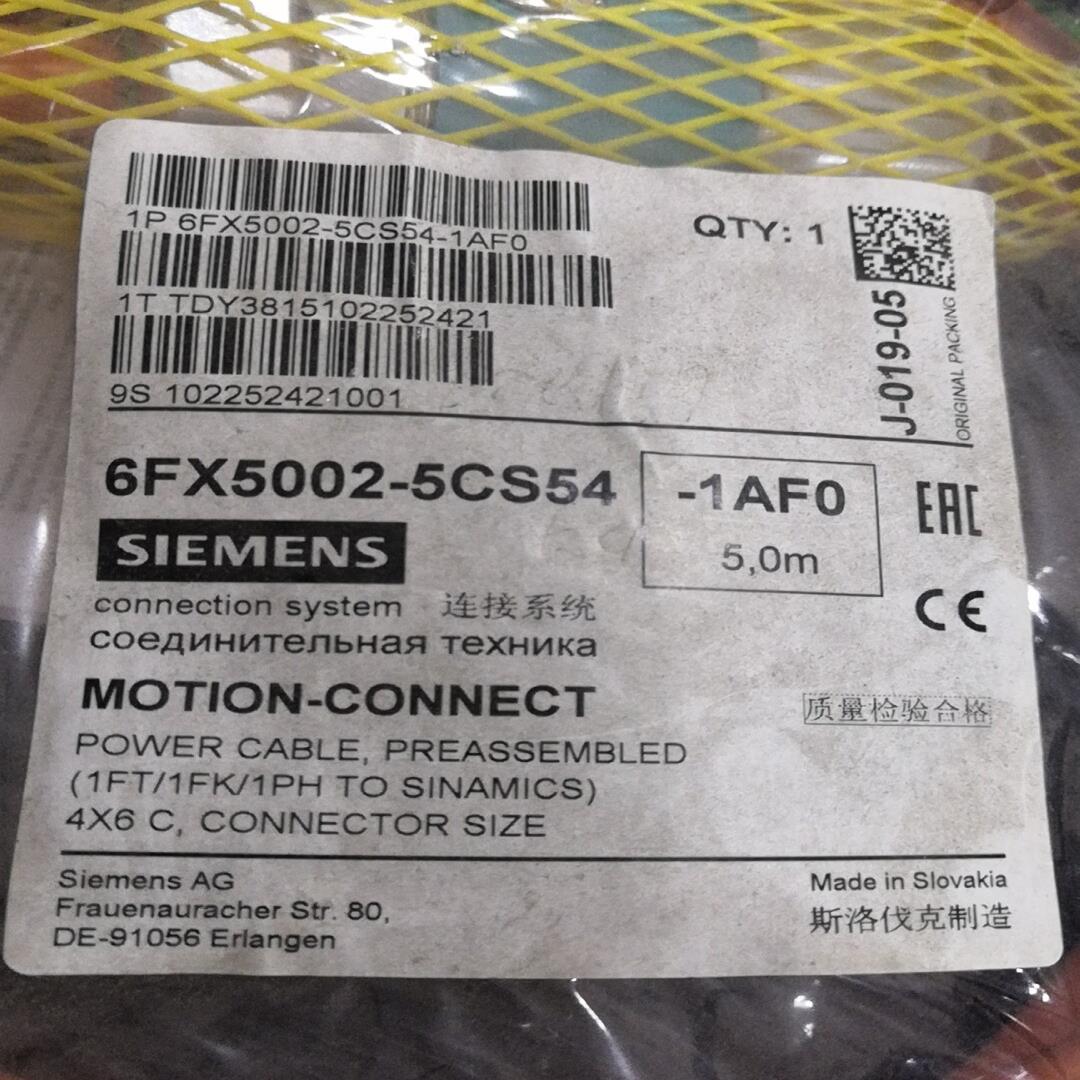 1P 6FX5002-5CS54-1AF0
QTY: 1
1T TDY3815102252421
9S 102252421001
J-019-05
ORIGINAL PACKING
6FX5002-5CS54
-1AF0
5,0m
EAC
SIEMENS
CE
connection system 连接系统
соединительная техника
MOTION-CONNECT
质量检验合格
POWER CABLE, PREASSEMBLED
(1FT/1FK/1PH TO SINAMICS)
4X6 C, CONNECTOR SIZE
Siemens AG
Frauenauracher Str. 80,
DE-91056 Erlangen
Made in Slovakia
斯洛伐克制造